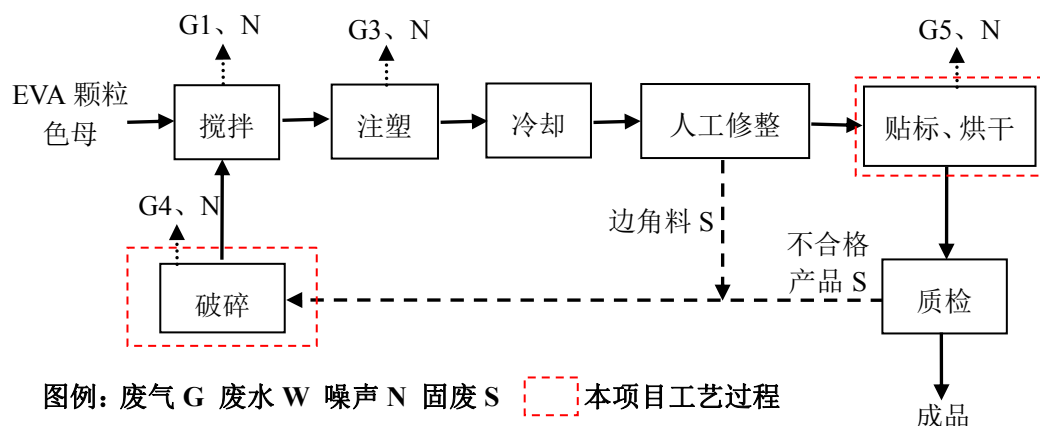 G1、N
G3、N
G5、N
EVA 颗粒
色母
搅拌
注塑
冷却
人工修整
贴标、烘干
G4、N
边角料 S
不合格
产品 S
破碎
质检
图例：废气 G 废水 W 噪声 N 固废 S 本项目工艺过程
成品